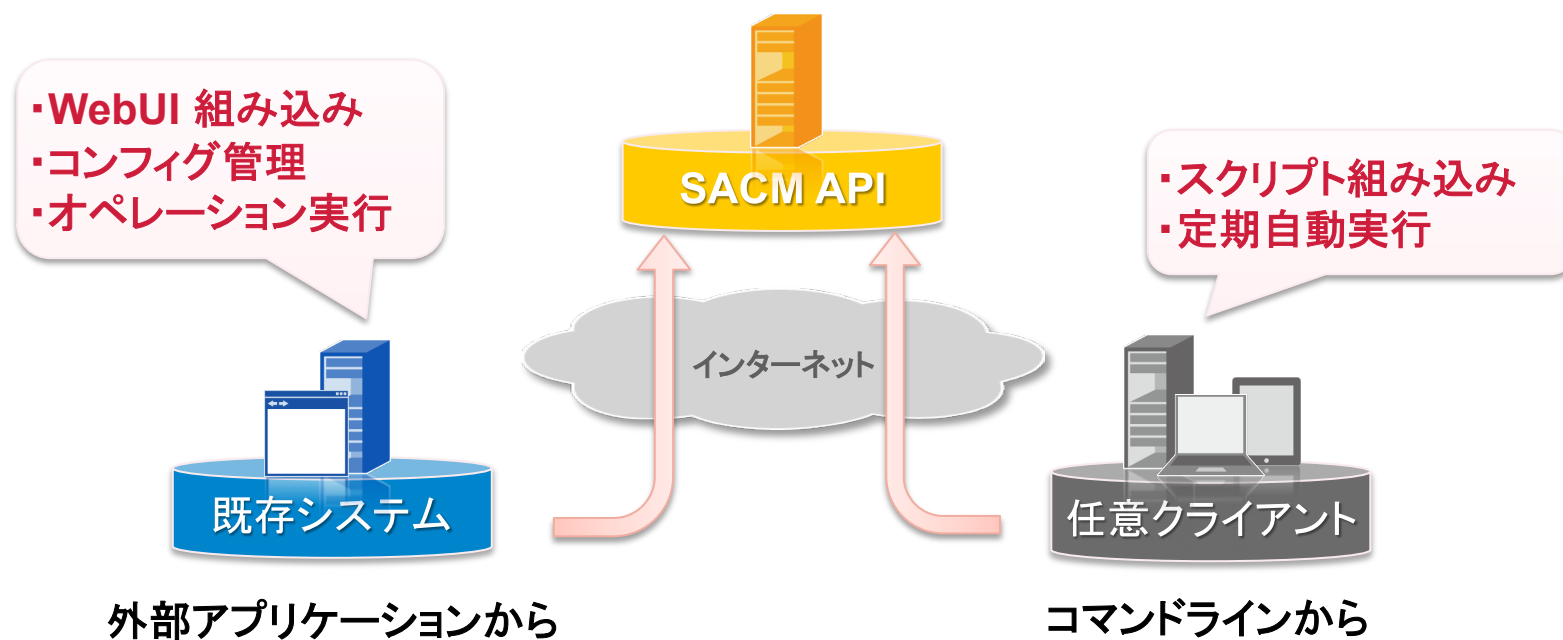 SACM API
・WebUI 組み込み
・コンフィグ管理
・オペレーション実行
・スクリプト組み込み
・定期自動実行
インターネット
既存システム
任意クライアント
外部アプリケーションから
コマンドラインから